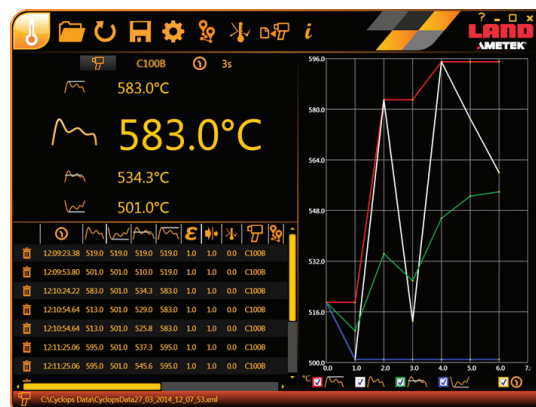 i
? - □ x
LAND
AMETEK
C100B 3s
583.0°C
583.0°C
534.3°C
501.0°C
ε
12:09:23.38 519.0 519.0 519.0 519.0 1.0 1.0 0.0 C100B
12:09:53.80 501.0 501.0 510.0 519.0 1.0 1.0 0.0 C100B
12:10:24.22 583.0 501.0 534.3 583.0 1.0 1.0 0.0 C100B
12:10:54.64 513.0 501.0 529.0 583.0 1.0 1.0 0.0 C100B
12:10:54.64 513.0 501.0 525.8 583.0 1.0 1.0 0.0 C100B
12:11:25.06 595.0 501.0 537.3 595.0 1.0 1.0 0.0 C100B
12:11:25.06 595.0 501.0 545.6 595.0 1.0 1.0 0.0 C100B
C:\Cyclops Data\CyclopsData27_03_2014_12_07_53.xml
596.0
580.0
564.0
548.0
532.0
516.0
500.0
0.0 1.0 2.0 3.0 4.0 5.0 6.0 7.
°C